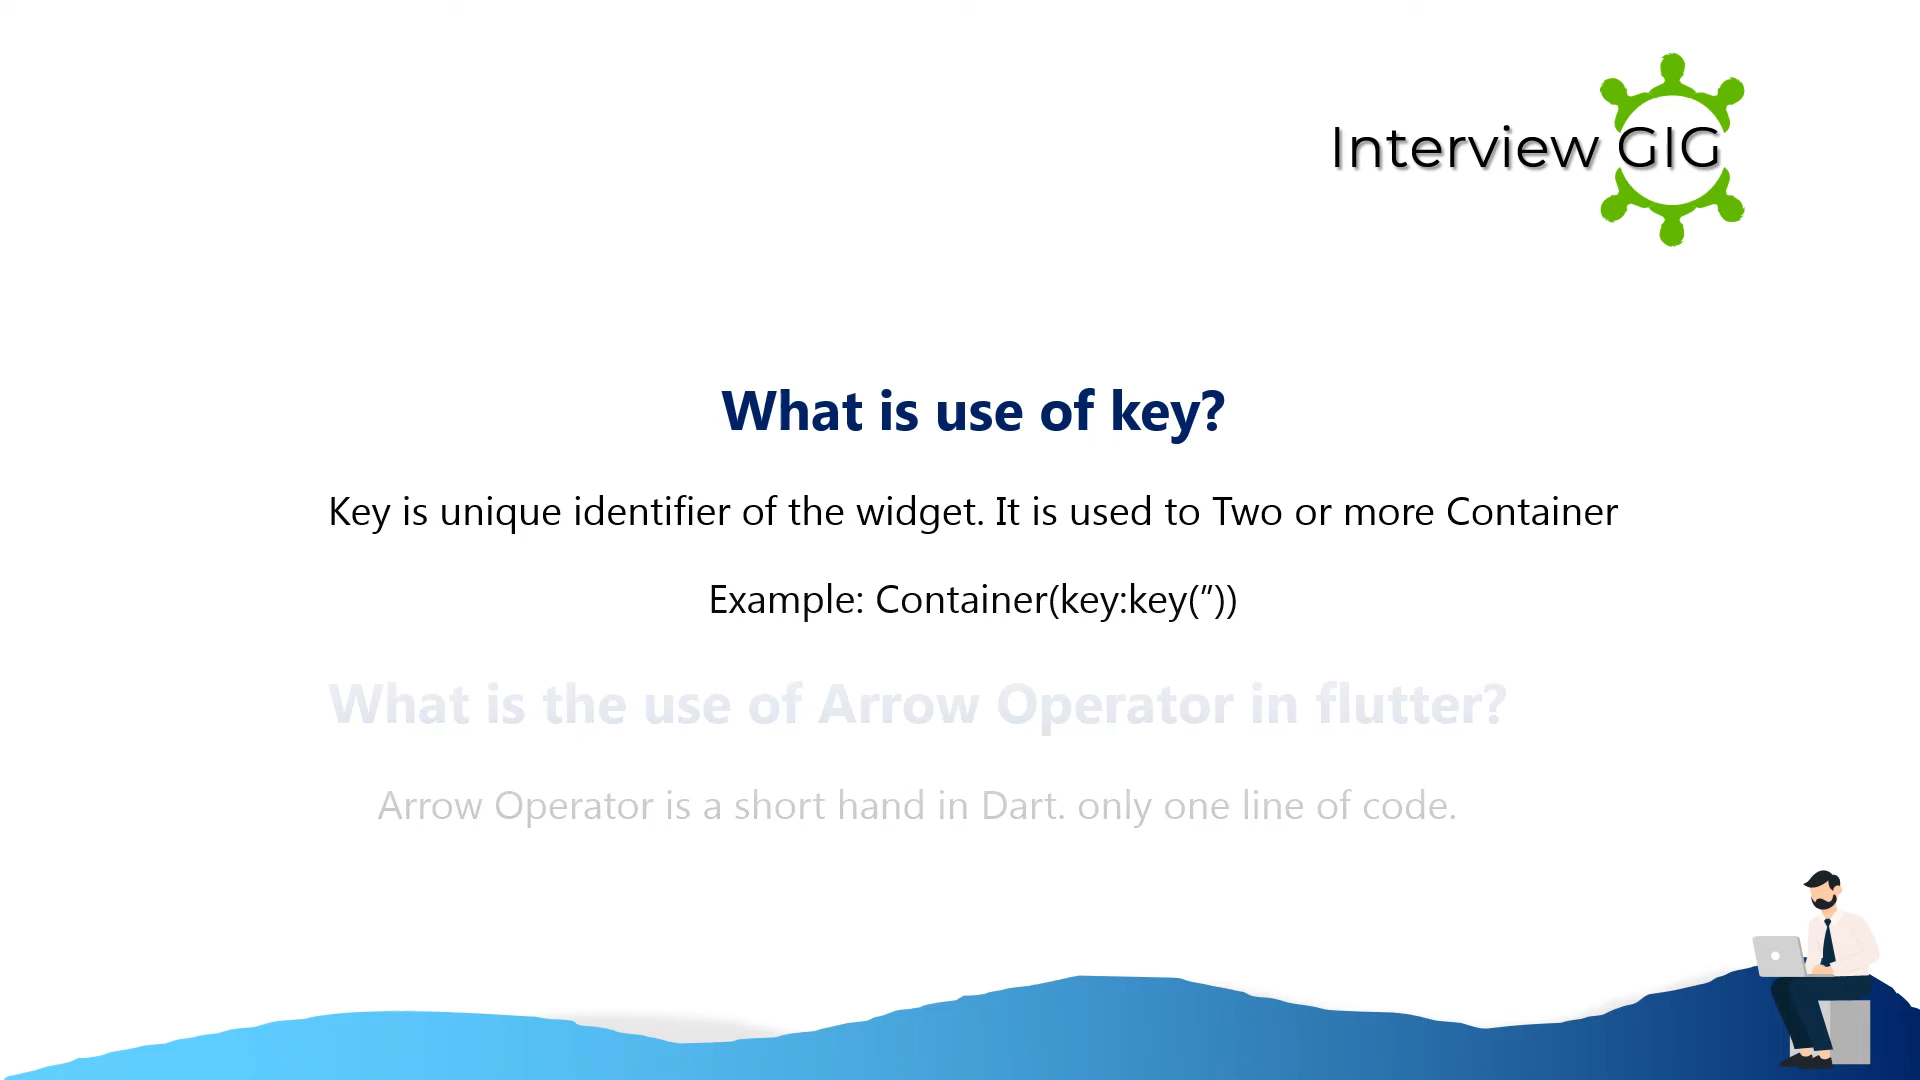 Interview GIG
What is use of key?
Key is unique identifier of the widget. It is used to Two or more Container
Example: Container(key:key(”))
What is the use of Arrow Operator in flutter?
Arrow Operator is a short hand in Dart. only one line of code.